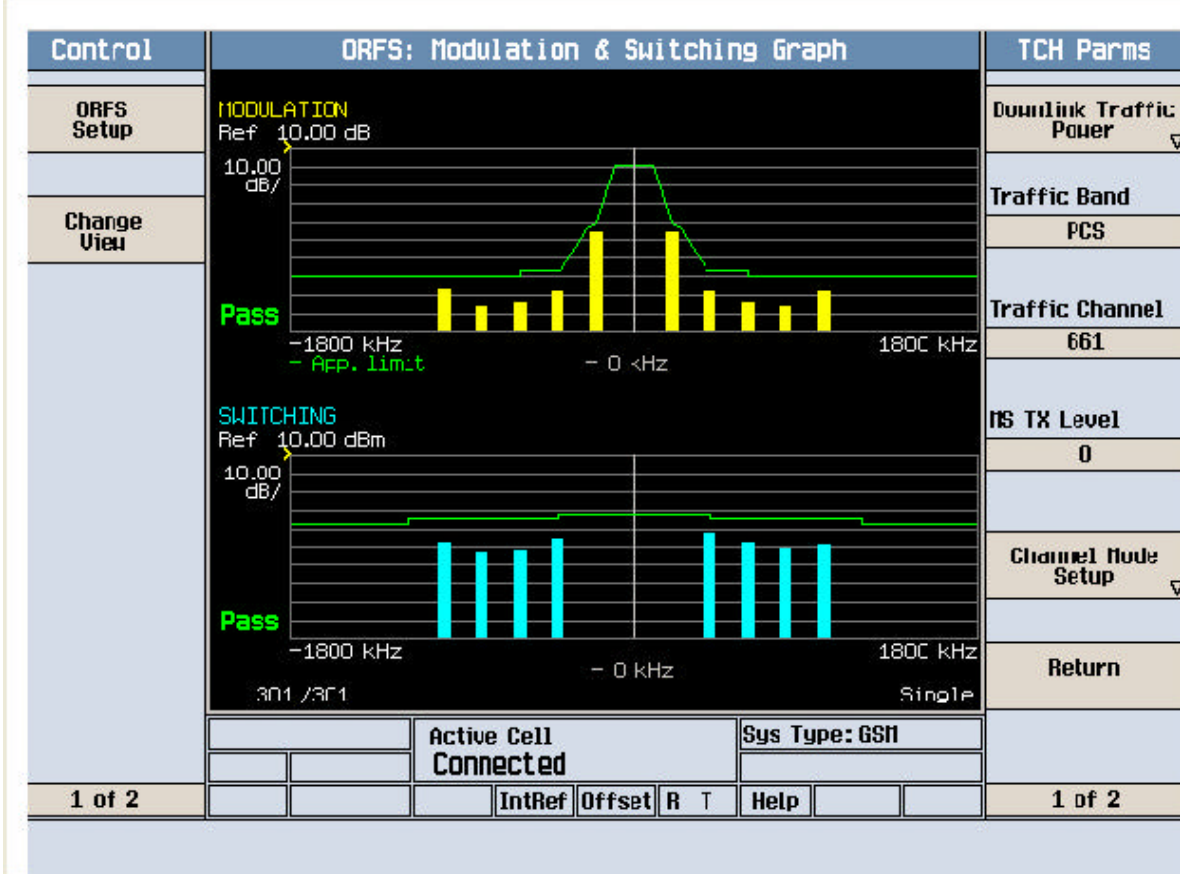 Control
ORFS: Modulation & Switching Graph
TCH Parms
ORFS
Setup
Change
View
1 of 2
MODULATION
Ref 10.00 dB
10.00
dB/
Pass
-1800 kHz
1800 kHz
- App. limit
- 0 kHz
SWITCHING
Ref 10.00 dBm
10.00
dB/
Pass
-1800 kHz
1800 kHz
- 0 kHz
301/301
Single
Active Cell
Connected
Sys Type: GSM
IntRef
Offset
R T
Help
Downlink Traffic
Power
Traffic Band
PCS
Traffic Channel
661
MS TX Level
0
Channel Mode
Setup
Return
1 of 2